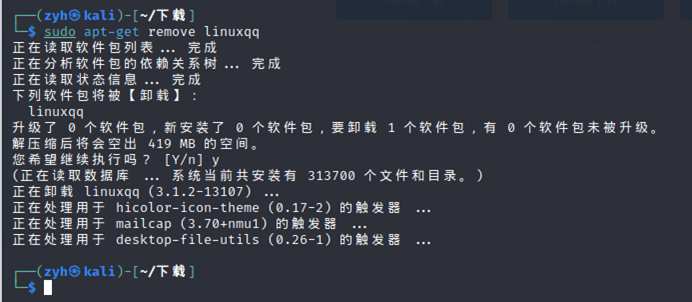 ┌──(zyh㉿kali)-[~/下载]
└─$ sudo apt-get remove linuxqq
正在读取软件包列表... 完成
正在分析软件包的依赖关系树... 完成
正在读取状态信息... 完成
下列软件包将被【卸载】：
  linuxqq
升级了 0 个软件包，新安装了 0 个软件包，要卸载 1 个软件包，有 0 个软件包未被升级。
解压缩后将会空出 419 MB 的空间。
您希望继续执行吗？ [Y/n] y
(正在读取数据库 ... 系统当前共安装有 313700 个文件和目录。)
正在卸载 linuxqq (3.1.2-13107) ...
正在处理用于 hicolor-icon-theme (0.17-2) 的触发器 ...
正在处理用于 mailcap (3.70+nmu1) 的触发器 ...
正在处理用于 desktop-file-utils (0.26-1) 的触发器 ...
┌──(zyh㉿kali)-[~/下载]
└─$